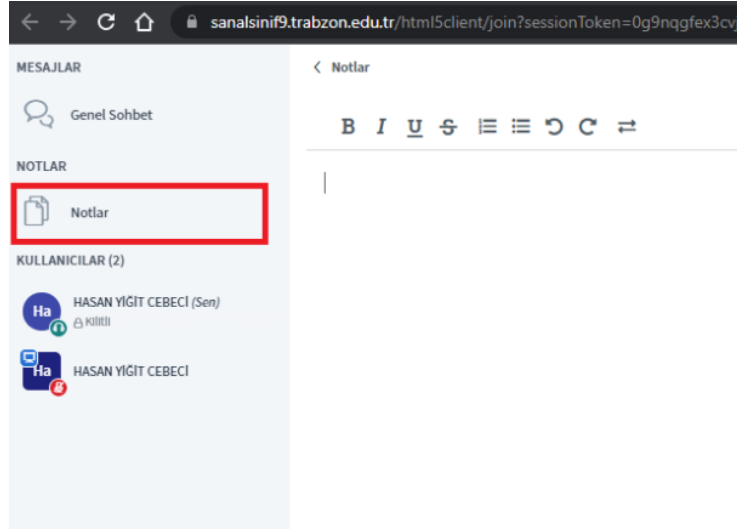 sanalsinif9.trabzon.edu.tr/html5client/join?sessionToken=0g9nqgfex3cvj
MESAJLAR
Genel Sohbet
NOTLAR
Notlar
KULLANICILAR (2)
Ha
HASAN YİĞİT CEBECİ (Sen)
Kilitli
Ha
HASAN YİĞİT CEBECİ
Notlar
B I U S